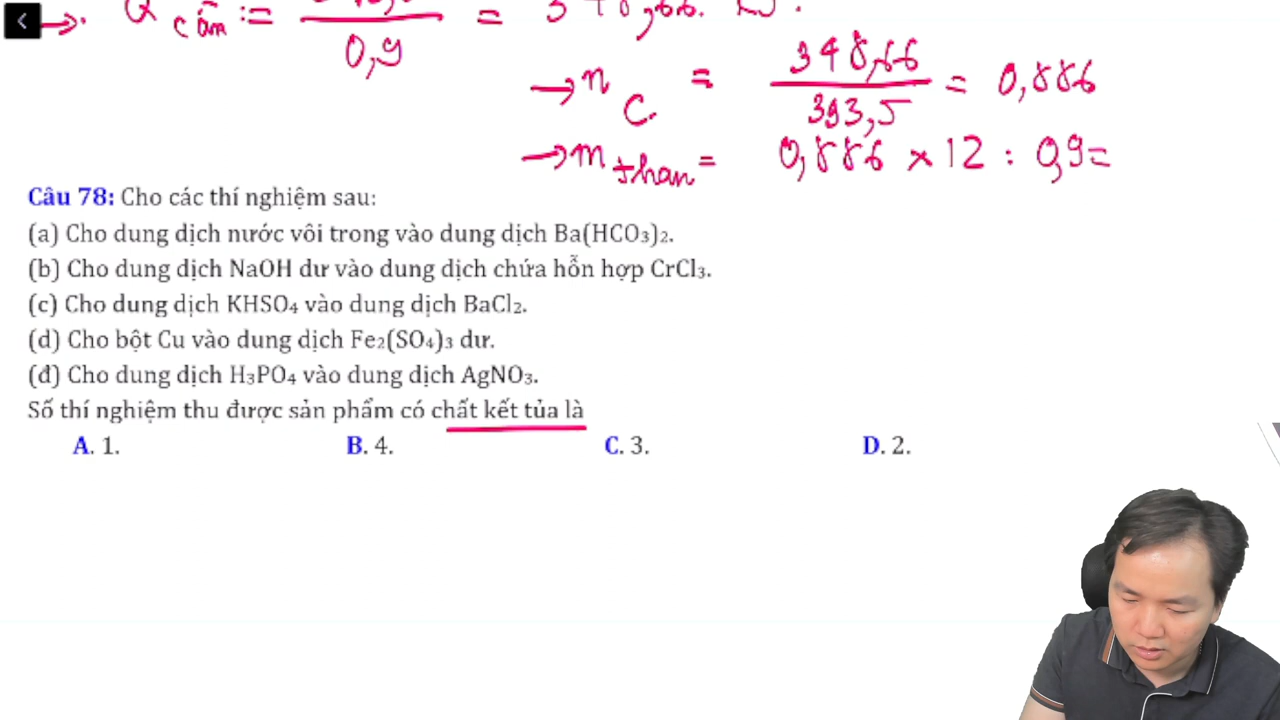 cần := 0,9 =
→ n C = 348,66 / 393,5 = 0,886
→ m than = 0,886 × 12 : 0,9 =
Câu 78: Cho các thí nghiệm sau:
(a) Cho dung dịch nước vôi trong vào dung dịch Ba(HCO₃)₂.
(b) Cho dung dịch NaOH dư vào dung dịch chứa hỗn hợp CrCl₃.
(c) Cho dung dịch KHSO₄ vào dung dịch BaCl₂.
(d) Cho bột Cu vào dung dịch Fe₂(SO₄)₃ dư.
(đ) Cho dung dịch H₃PO₄ vào dung dịch AgNO₃.
Số thí nghiệm thu được sản phẩm có chất kết tủa là
A. 1. B. 4. C. 3. D. 2.